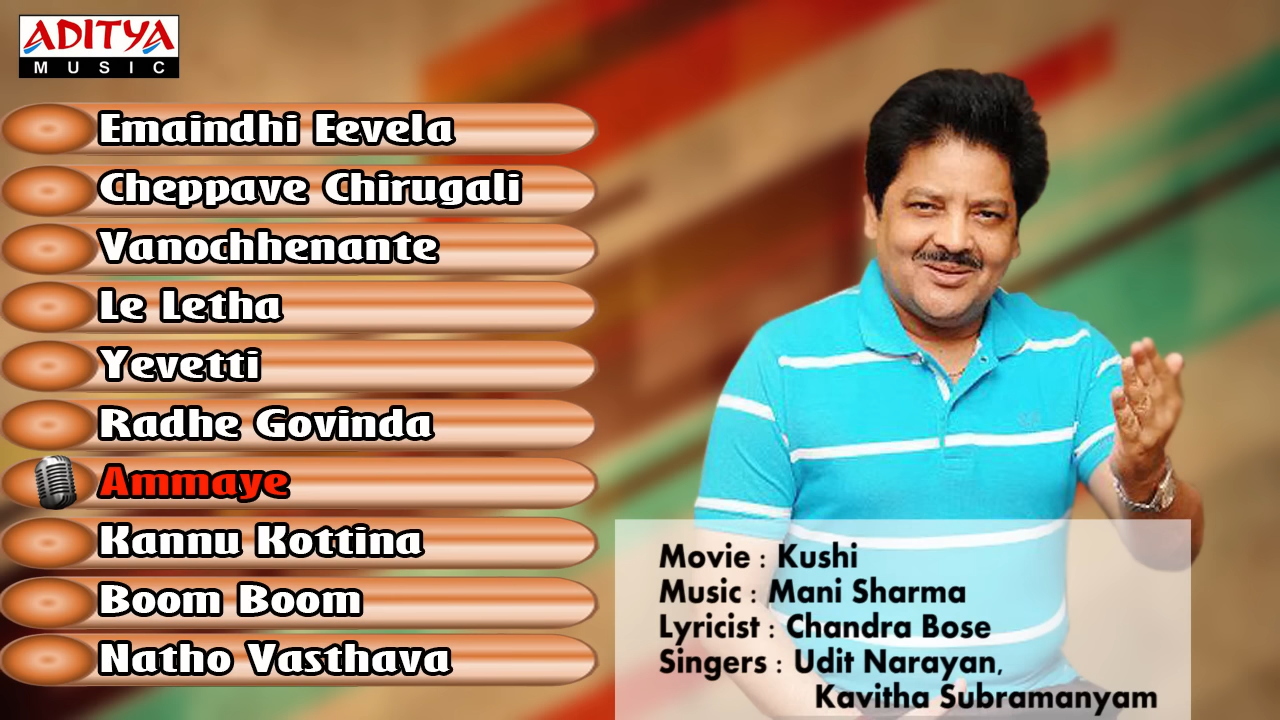 ADITYA
MUSIC
Emaindhi Eevela
Cheppave Chirugali
Vanochhenante
Le Letha
Yevetti
Radhe Govinda
Ammaye
Kannu Kottina
Boom Boom
Natho Vasthava
Movie : Kushi
Music : Mani Sharma
Lyricist : Chandra Bose
Singers : Udit Narayan,
Kavitha Subramanyam